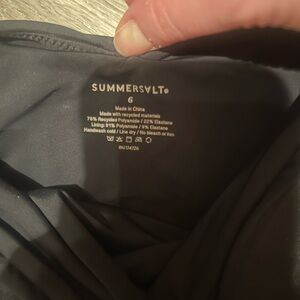 SUMMERSALT®
6
Made in China
Made with recycled materials
78% Recycled Polyamide / 22% Elastane
Lining: 91% Polyamide / 9% Elastane
Handwash cold / Line dry / No bleach or iron